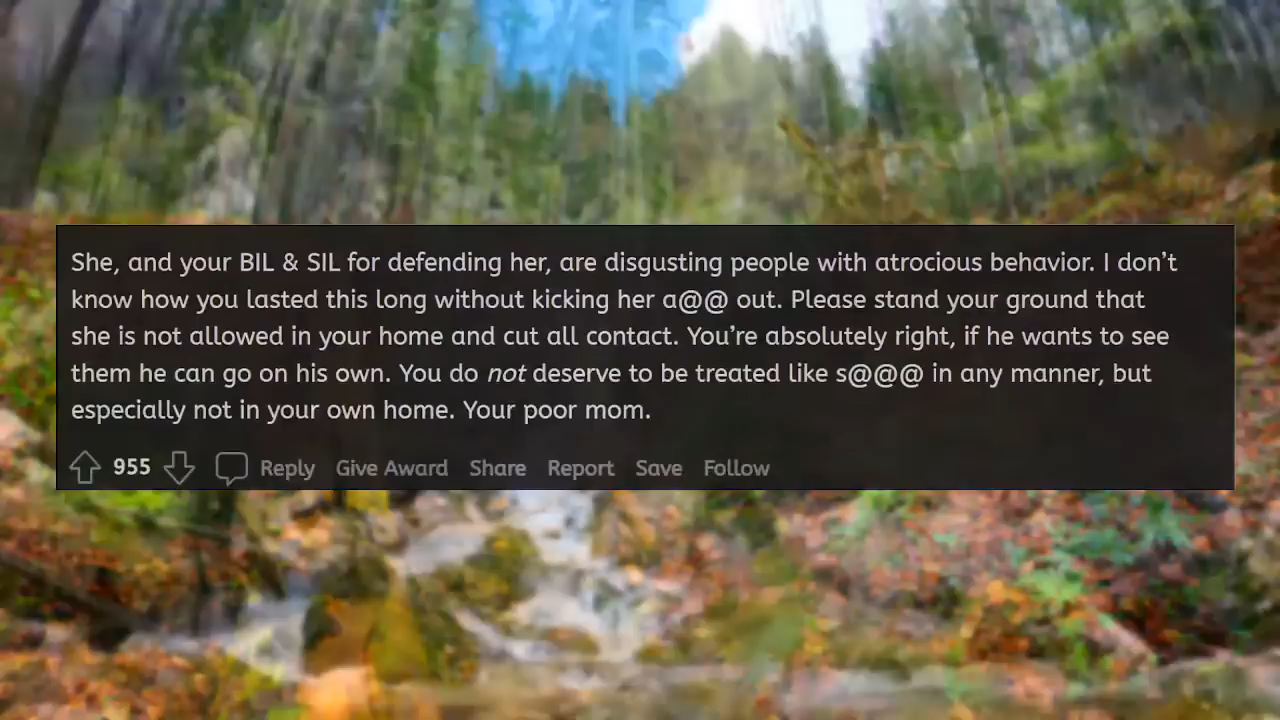 She, and your BIL & SIL for defending her, are disgusting people with atrocious behavior. I don’t
know how you lasted this long without kicking her a@@ out. Please stand your ground that
she is not allowed in your home and cut all contact. You’re absolutely right, if he wants to see
them he can go on his own. You do not deserve to be treated like s@@@ in any manner, but
especially not in your own home. Your poor mom.
955 Reply Give Award Share Report Save Follow